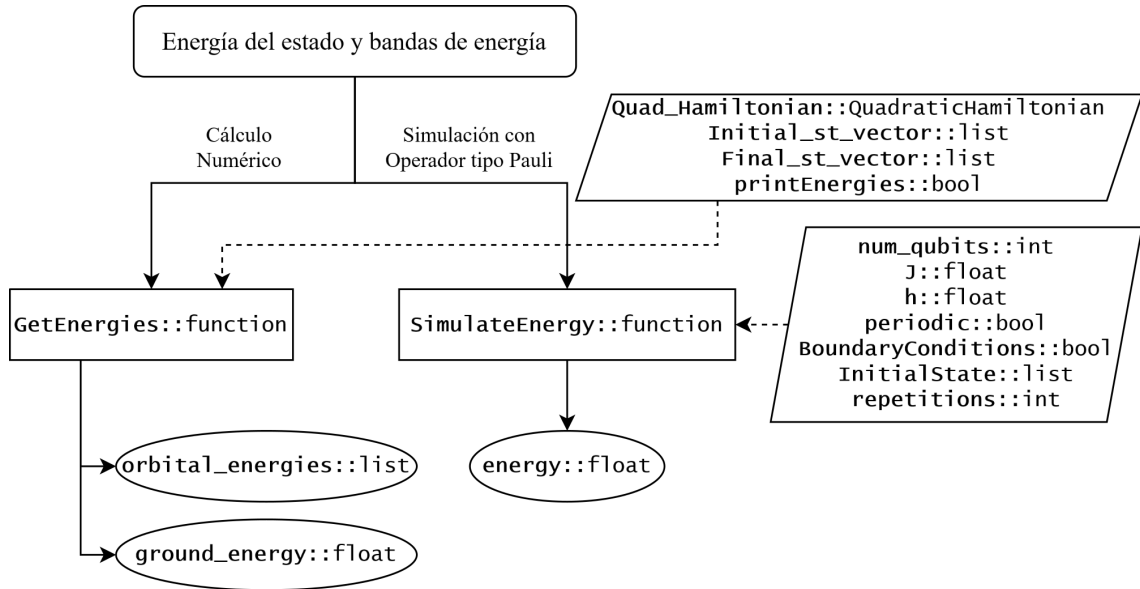 Energía del estado y bandas de energía
Cálculo
Numérico
Simulación con
Operador tipo Pauli
Quad_Hamiltonian::QuadraticHamiltonian
Initial_st_vector::list
Final_st_vector::list
printEnergies::bool
num_qubits::int
J::float
h::float
periodic::bool
BoundaryConditions::bool
InitialState::list
repetitions::int
GetEnergies::function
SimulateEnergy::function
orbital_energies::list
energy::float
ground_energy::float